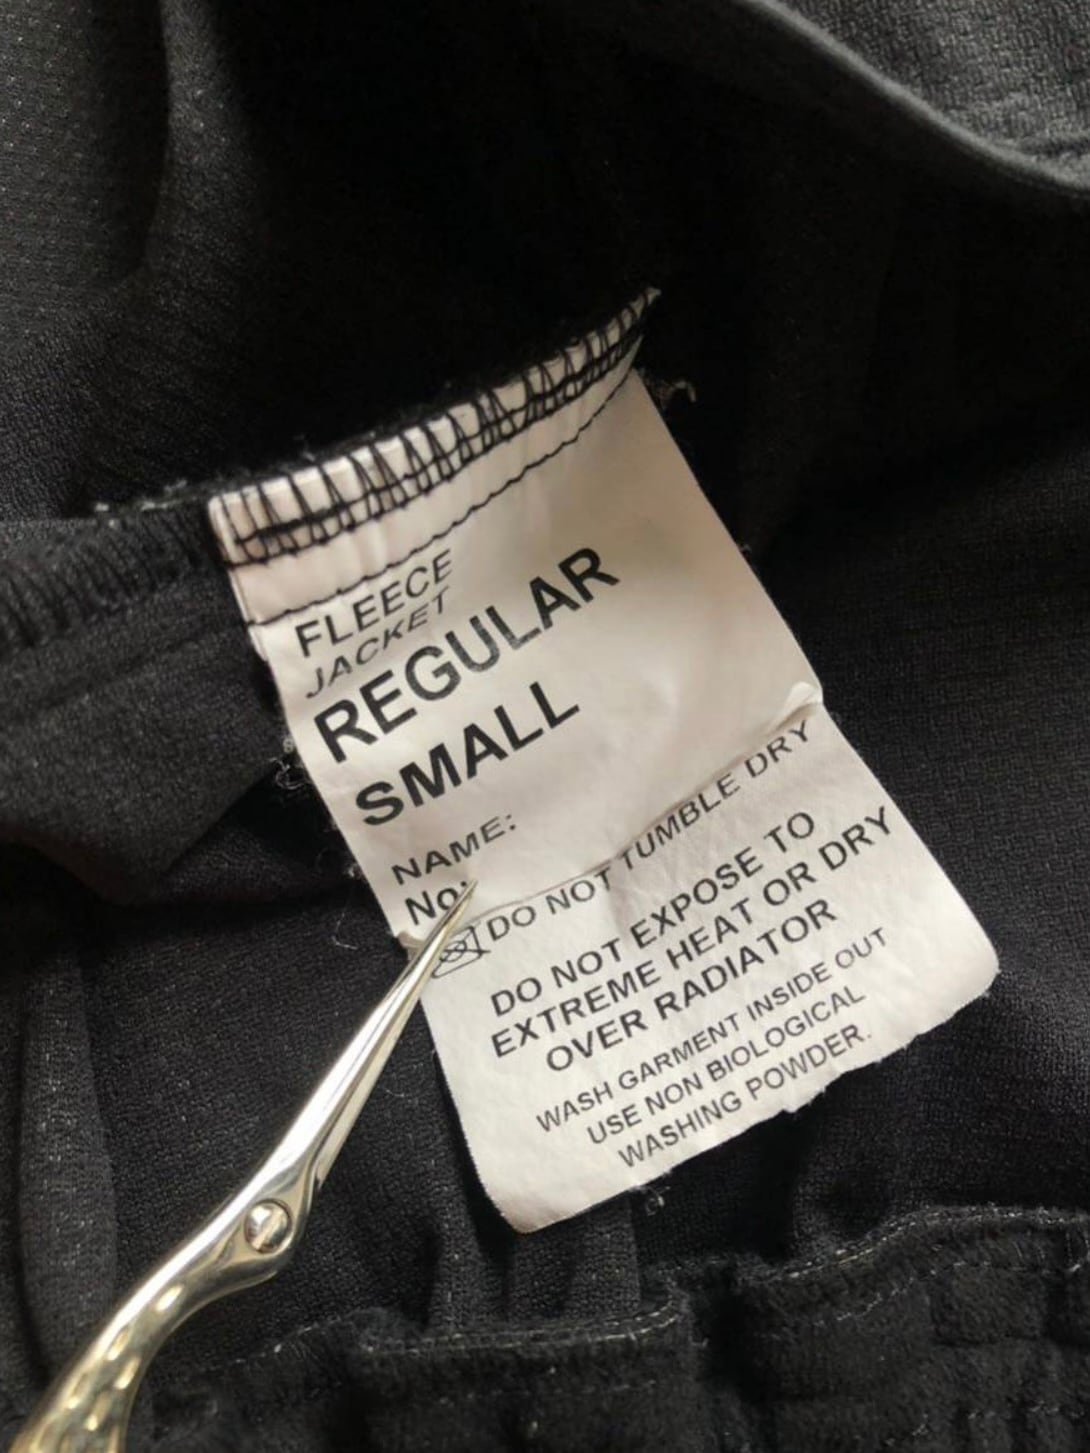 FLEECE
JACKET
REGULAR
SMALL
NAME:
No:
DO NOT TUMBLE DRY
DO NOT EXPOSE TO
EXTREME HEAT OR DRY
OVER RADIATOR
WASH GARMENT INSIDE OUT
USE NON BIOLOGICAL
WASHING POWDER.